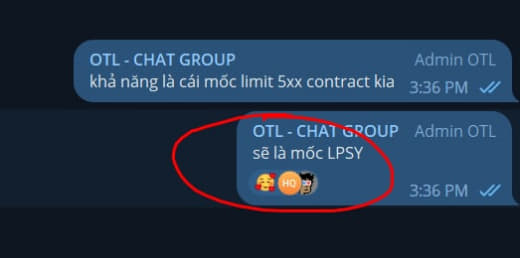 OTL - CHAT GROUP Admin OTL
khả năng là cái mốc limit 5xx contract kia 3:36 PM
OTL - CHAT GROUP Admin OTL
sẽ là mốc LPSY
HO
3:36 PM